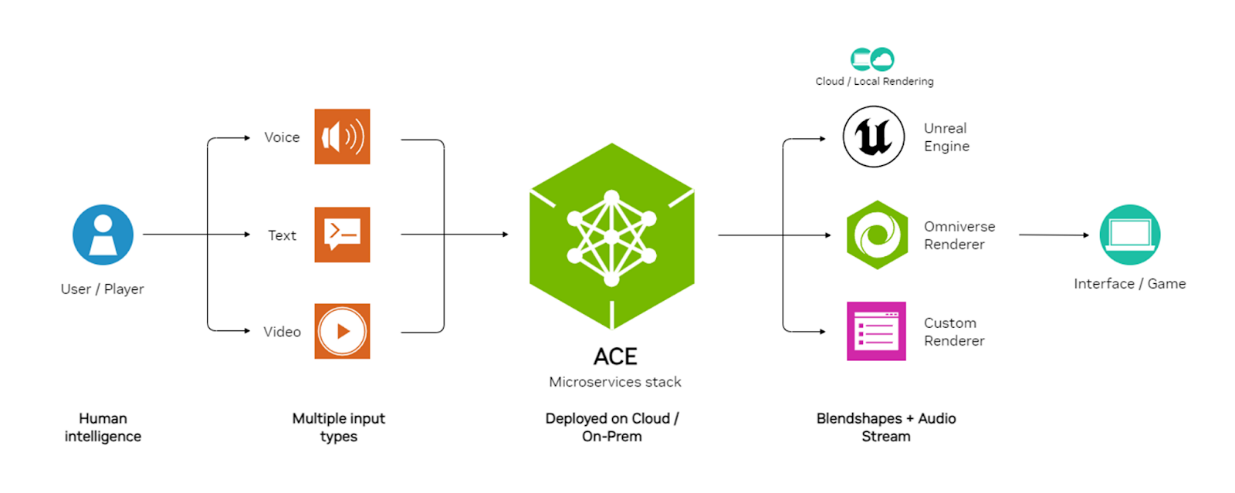 Cloud / Local Rendering
Voice
Unreal
Engine
Text
Omniverse
Renderer
User / Player
Interface / Game
Video
Custom
Renderer
ACE
Microservices stack
Human
intelligence
Multiple input
types
Deployed on Cloud /
On-Prem
Blendshapes + Audio
Stream